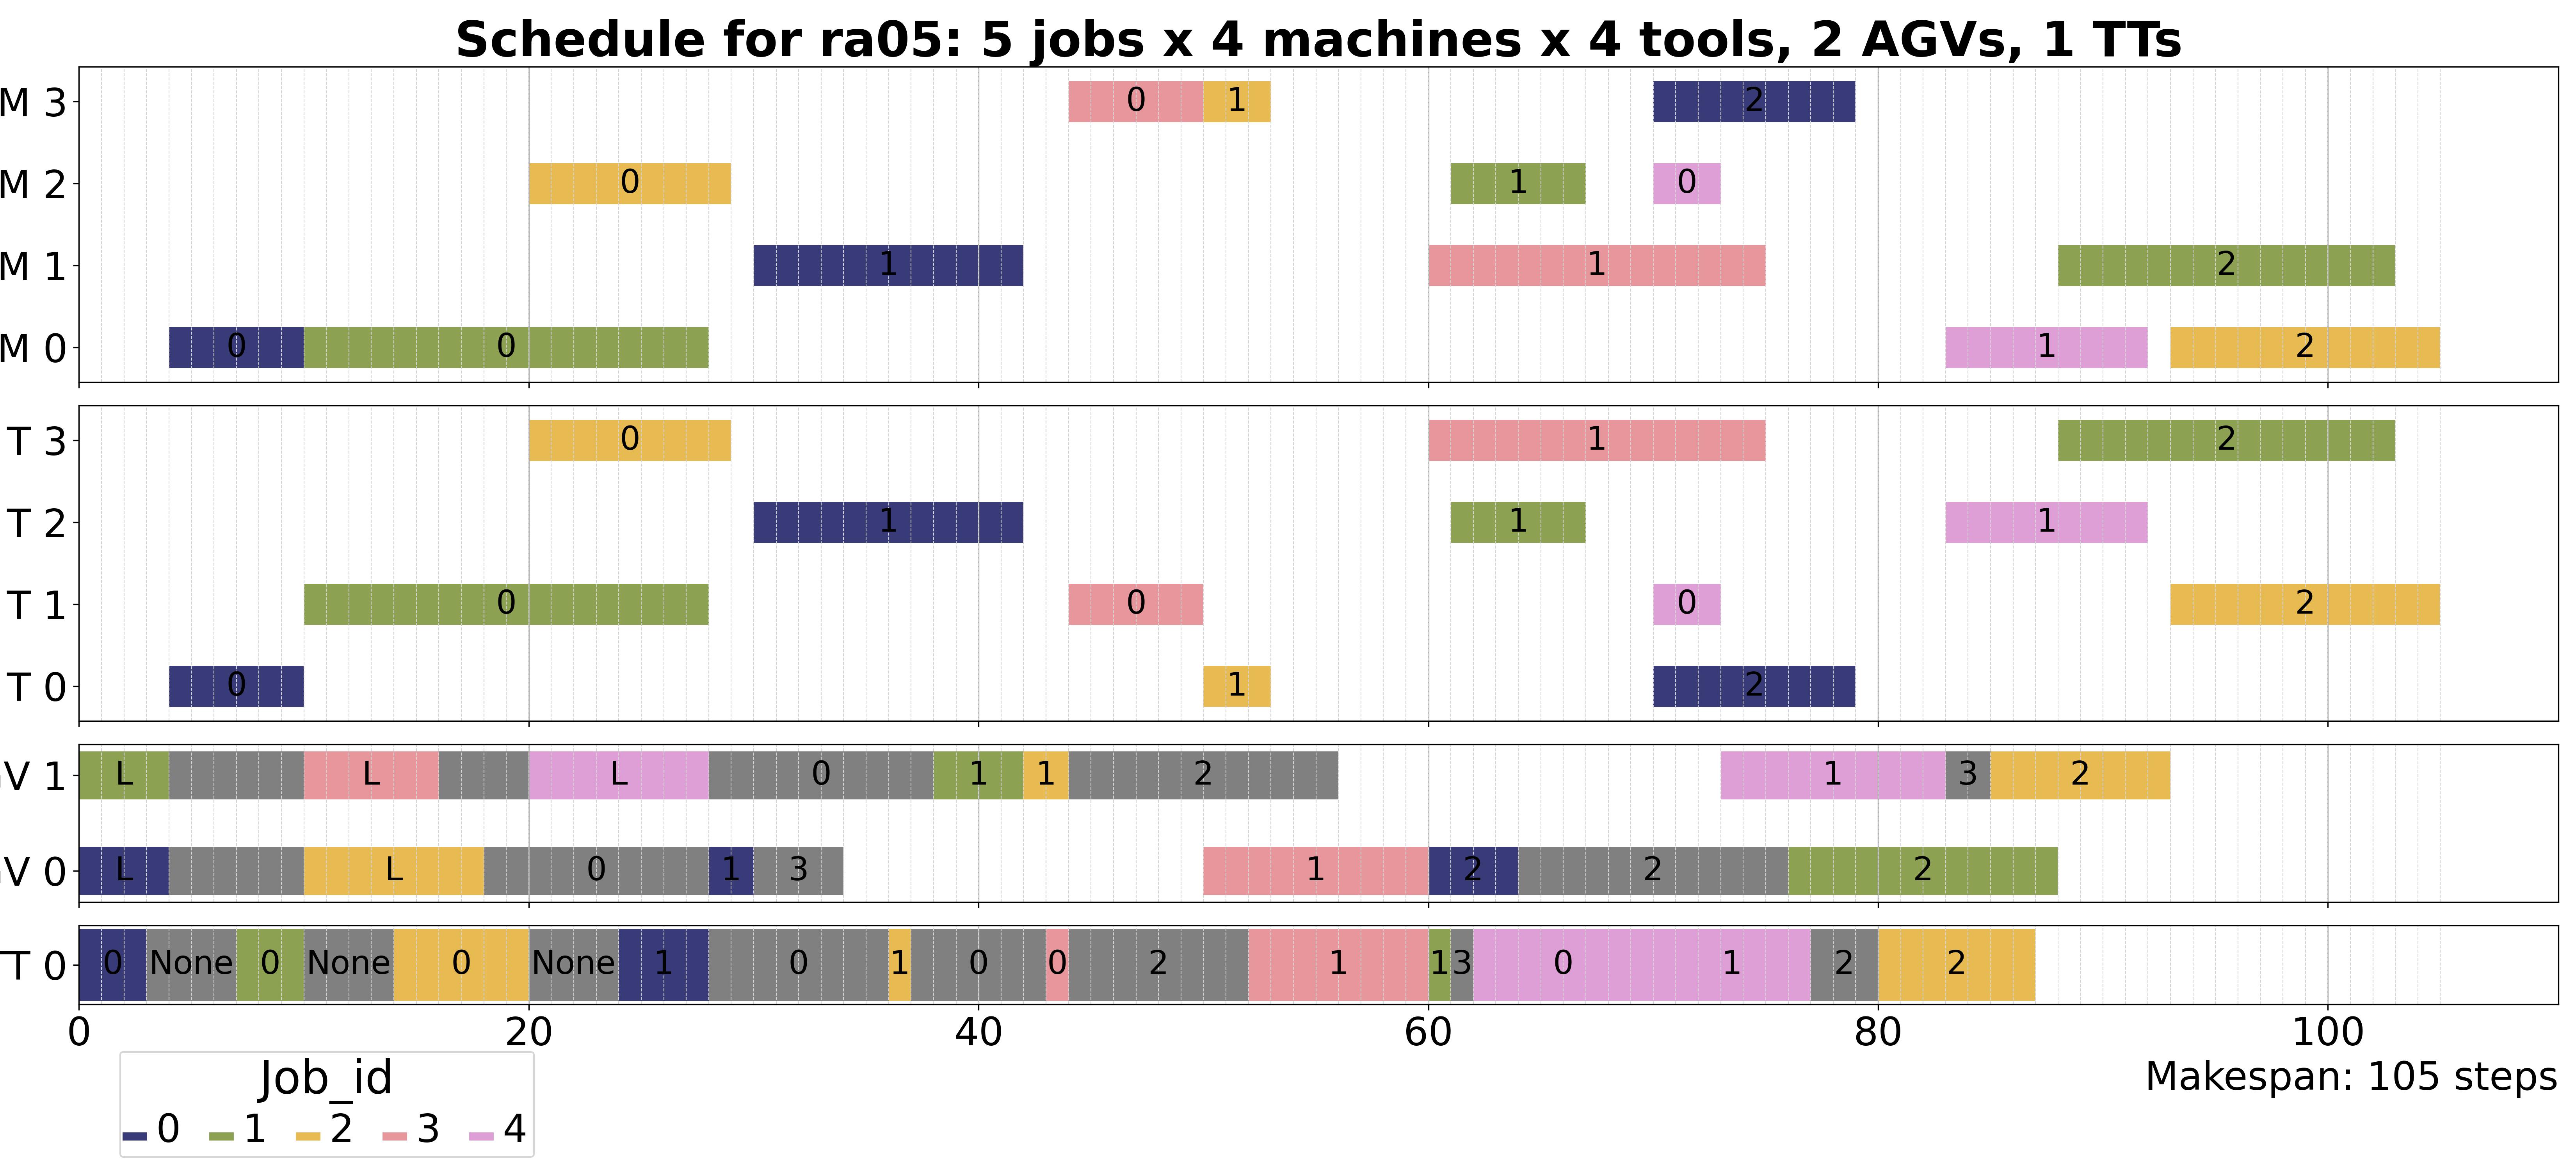 Schedule for ra05: 5 jobs x 4 machines x 4 tools, 2 AGVs, 1 TTs
M 3 0 1 2
M 2 0 1 0
M 1 1 1 2
M 0 0 0 1 2
T 3 0 1 2
T 2 1 1 1
T 1 0 0 0 2
T 0 0 1 2
GV 1 L L L 0 1 1 2 1 3 2
GV 0 L L 0 1 3 1 2 2 2
T 0 0 None 0 None 0 None 1 0 1 0 0 2 1 1 3 0 1 2 2
0 20 40 60 80 100
Makespan: 105 steps
Job_id
0 1 2 3 4